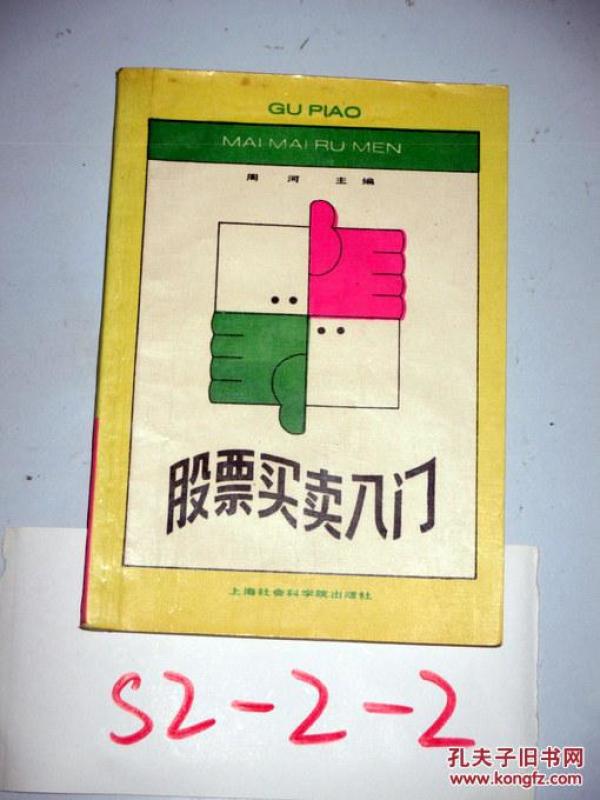 GU PIAO
MAI MAI RU MEN
周河 主编
股票买卖入门
上海社会科学院出版社
S2-2-2
孔夫子旧书网
www.kongfz.com